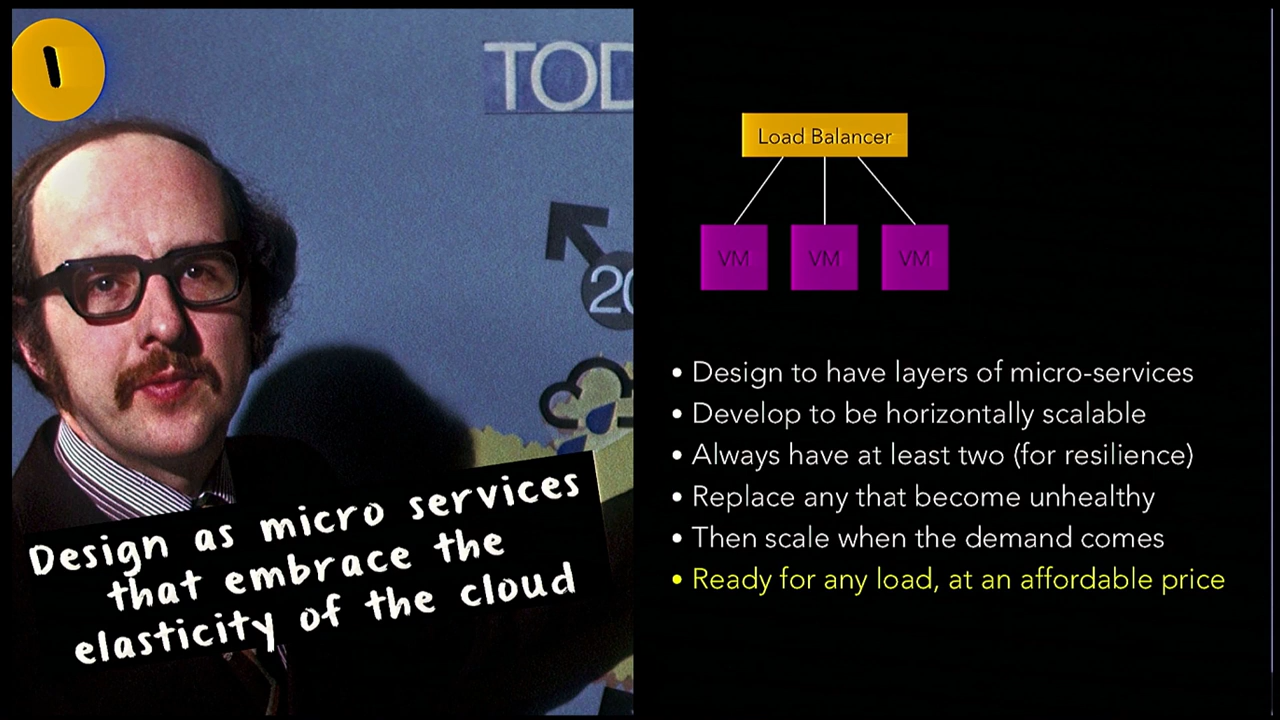 1
TOD
20
Design as micro services
that embrace the
elasticity of the cloud
Load Balancer
VM VM VM
• Design to have layers of micro-services
• Develop to be horizontally scalable
• Always have at least two (for resilience)
• Replace any that become unhealthy
• Then scale when the demand comes
• Ready for any load, at an affordable price